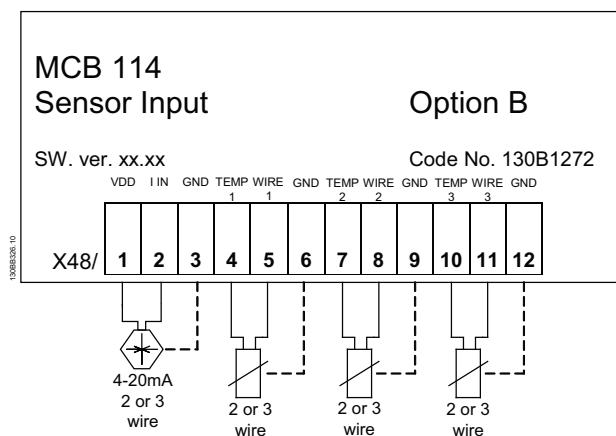 MCB 114
Sensor Input
Option B
SW. ver. xx.xx
Code No. 130B1272
VDD I IN GND TEMP 1 WIRE 1 GND TEMP 2 WIRE 2 GND TEMP 3 WIRE 3 GND
X48/ 1 2 3 4 5 6 7 8 9 10 11 12
130BB326.10
4-20mA
2 or 3
wire
2 or 3
wire
2 or 3
wire
2 or 3
wire